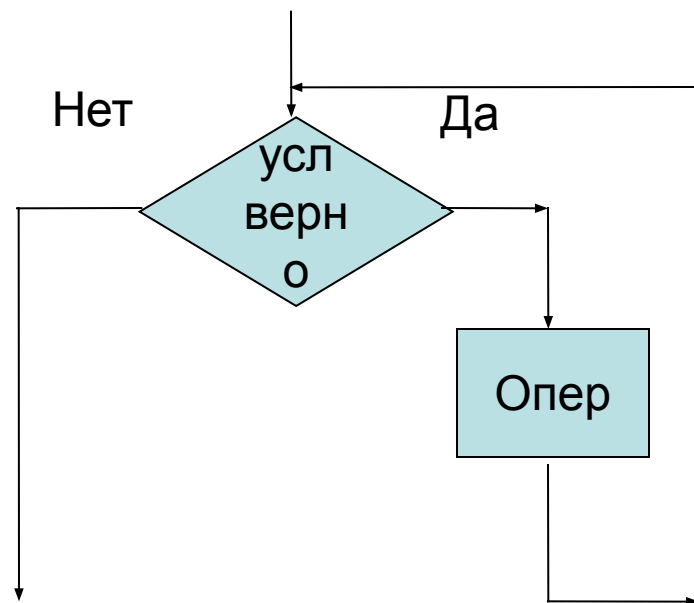 Нет
Да
усл
верн
о
Опер